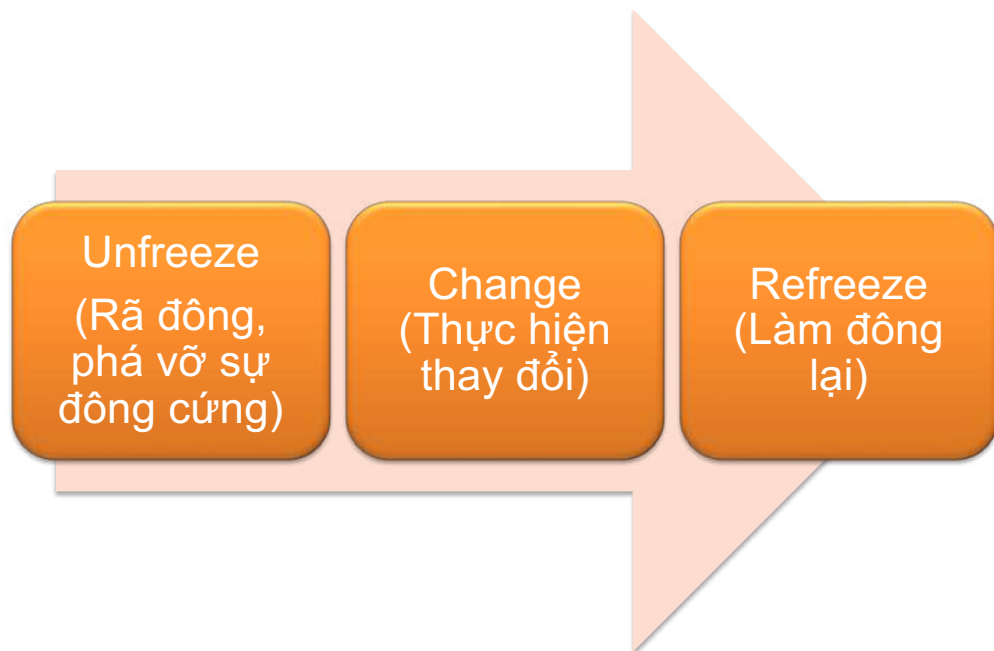 Unfreeze
(Rã đông,
phá vỡ sự
đông cứng)
Change
(Thực hiện
thay đổi)
Refreeze
(Làm đông
lại)